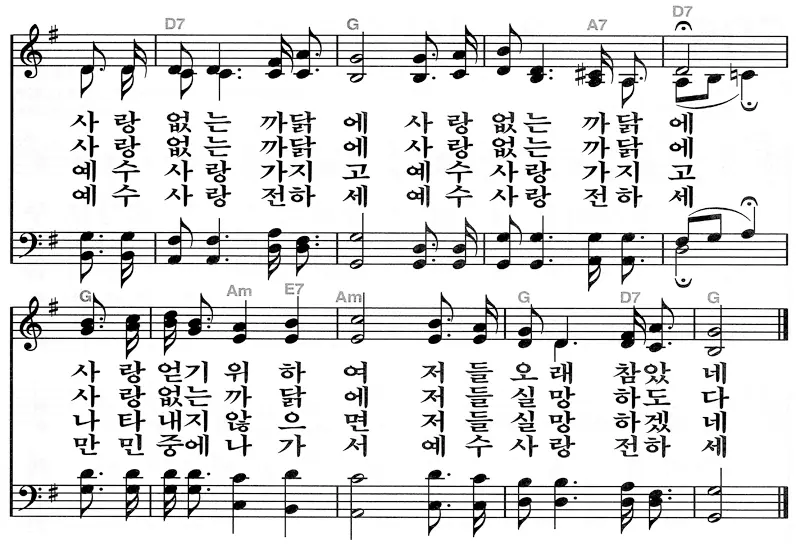 D7 G A7 D7
사 랑 없 는 까닭 에 사 랑 없 는 까 닭 에
사 랑 없 는 까닭 에 사 랑 없 는 까 닭 에
예 수 사 랑 가지 고 예 수 사 랑 가 지 고
예 수 사 랑 전하 세 예 수 사 랑 전 하 세
G Am E7 Am G D7 G
사 랑 얻 기 위 하 여 저 들 오 래 참았 네
사 랑 없 는 까 닭 에 저 들 실 망 하도 다
나 타 내 지 않 으 면 저 들 실 망 하겠 네
만 민 중 에 나 가 서 예 수 사 랑 전하 세